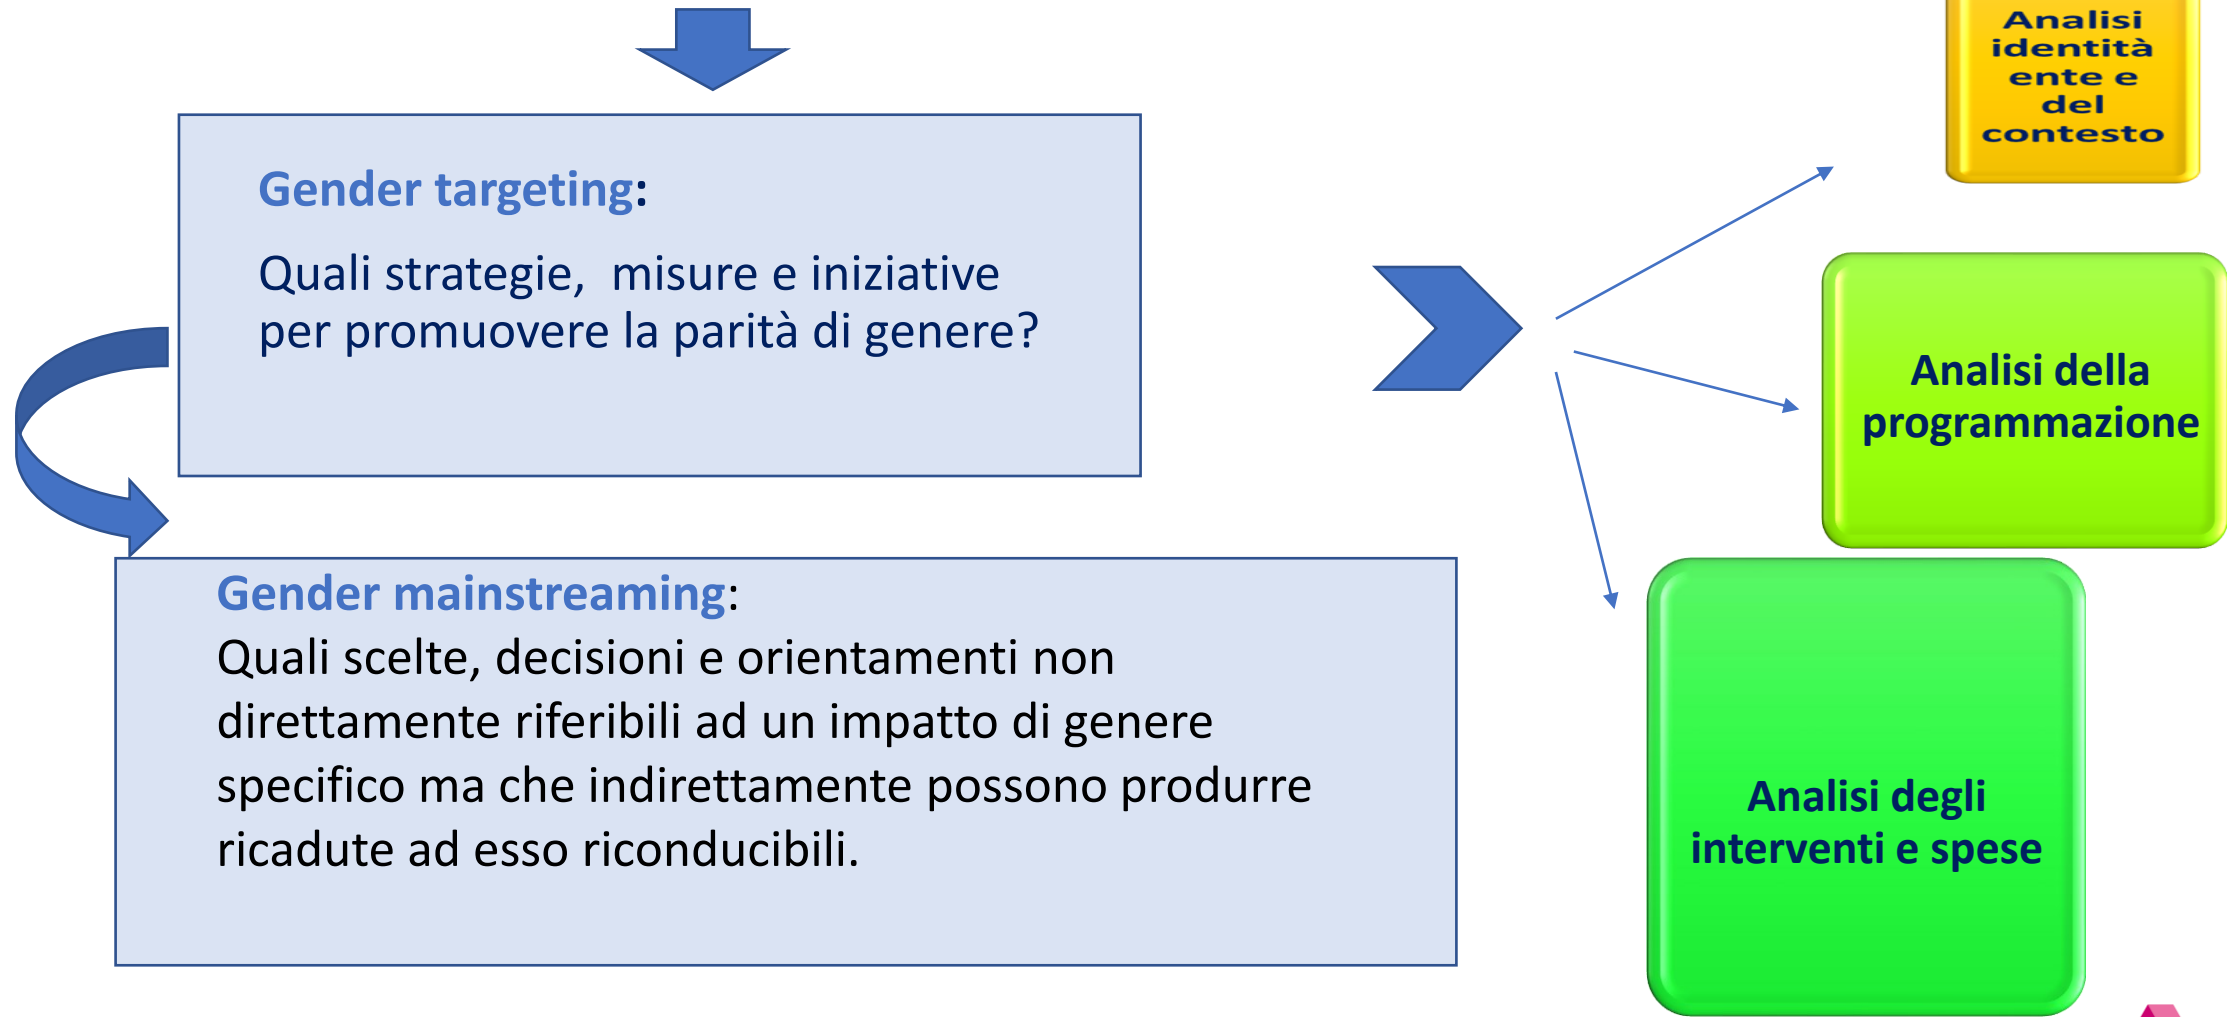 Gender targeting:
Quali strategie, misure e iniziative
per promuovere la parità di genere?
Gender mainstreaming:
Quali scelte, decisioni e orientamenti non
direttamente riferibili ad un impatto di genere
specifico ma che indirettamente possono produrre
ricadute ad esso riconducibili.
Analisi
identità
ente e
del
contesto
Analisi della
programmazione
Analisi degli
interventi e spese